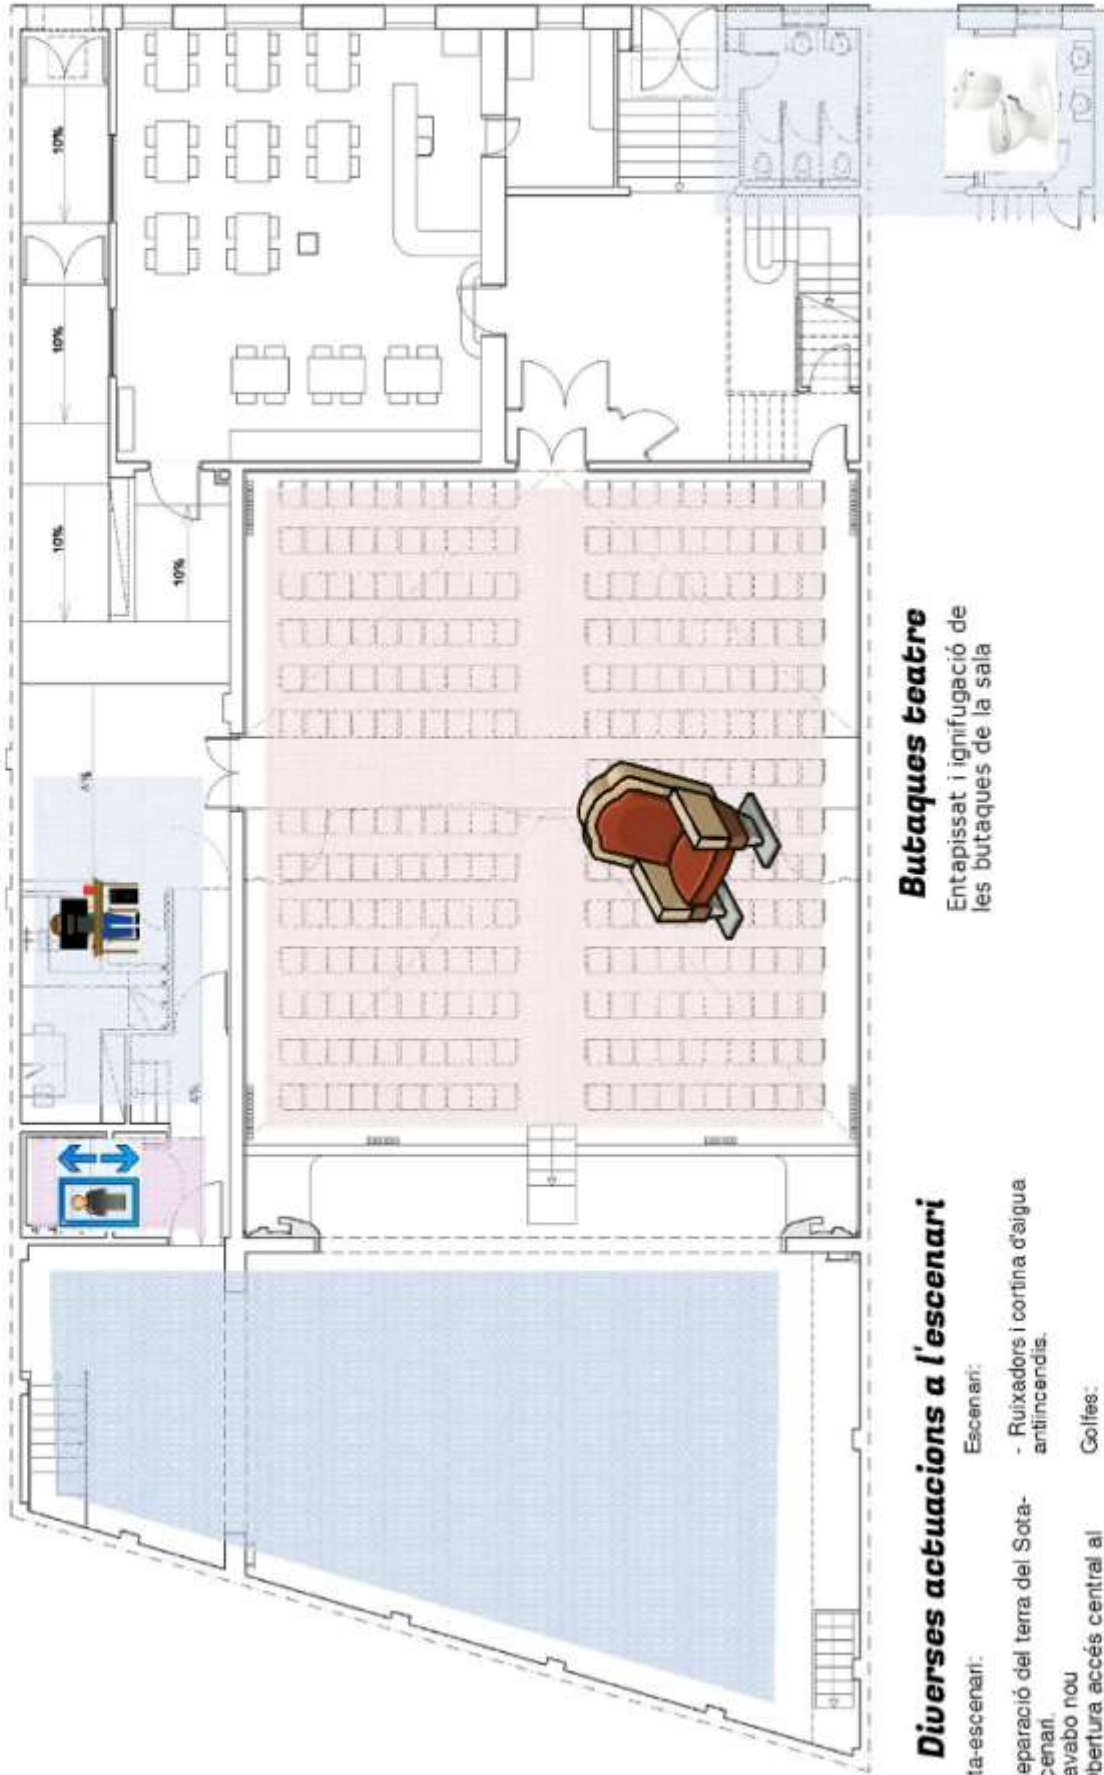 10%
10%
10%
10%
Diverses actuacions a l'escenari
ta-escenari:
eparació del terra del Sota-
cenari.
avabo nou
bertura accés central al
Escenari:
- Ruixadors i cortina d'aigua
antiincendis.
Golfes:
Butaques teatre
Entapissat i ignifugació de
les butaques de la sala